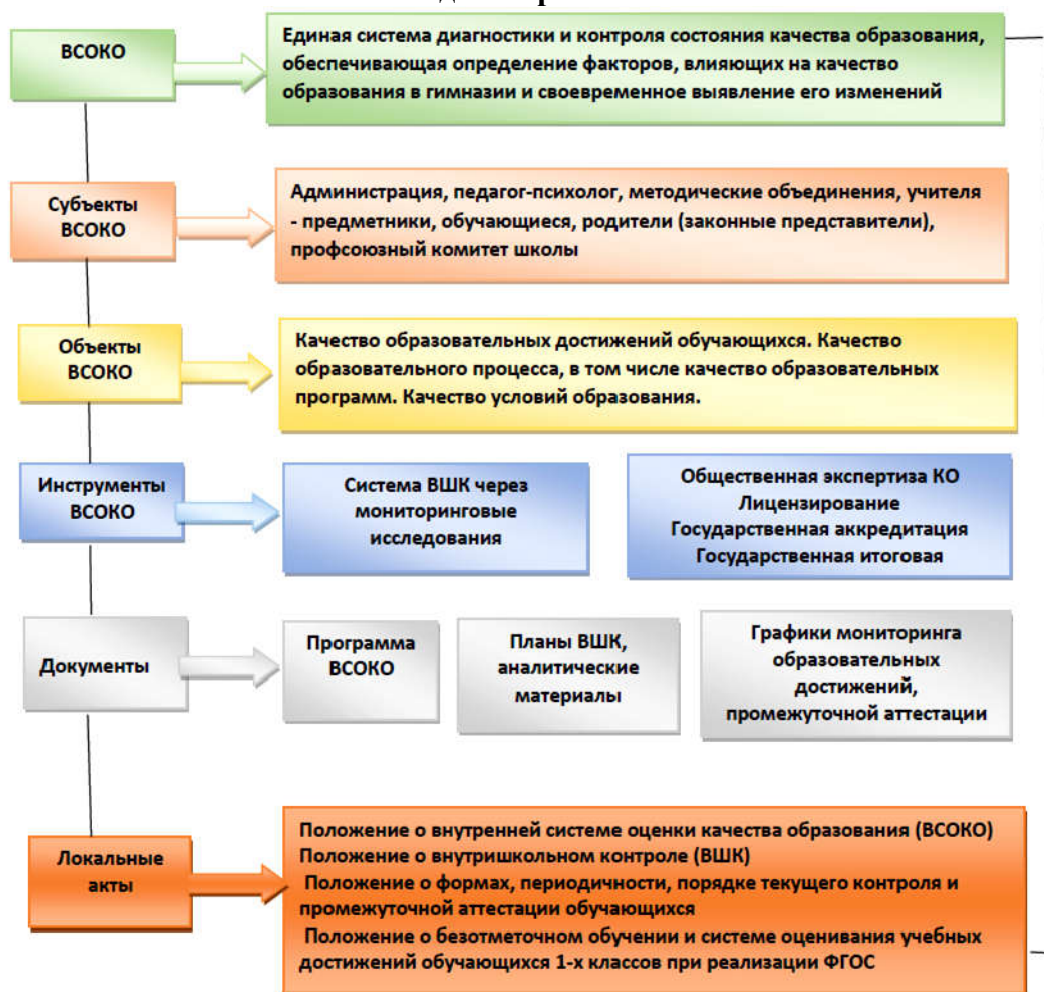 ВСОКО
Единая система диагностики и контроля состояния качества образования,
обеспечивающая определение факторов, влияющих на качество
образования в гимназии и своевременное выявление его изменений
Субъекты
ВСОКО
Администрация, педагог-психолог, методические объединения, учителя
- предметники, обучающиеся, родители (законные представители),
профсоюзный комитет школы
Объекты
ВСОКО
Качество образовательных достижений обучающихся. Качество
образовательного процесса, в том числе качество образовательных
программ. Качество условий образования.
Инструменты
ВСОКО
Система ВШК через
мониторинговые
исследования
Общественная экспертиза КО
Лицензирование
Государственная аккредитация
Государственная итоговая
Документы
Программа
ВСОКО
Планы ВШК,
аналитические
материалы
Графики мониторинга
образовательных
достижений,
промежуточной аттестации
Локальные
акты
Положение о внутренней системе оценки качества образования (ВСОКО)
Положение о внутришкольном контроле (ВШК)
Положение о формах, периодичности, порядке текущего контроля и
промежуточной аттестации обучающихся
Положение о безотметочном обучении и системе оценивания учебных
достижений обучающихся 1-х классов при реализации ФГОС